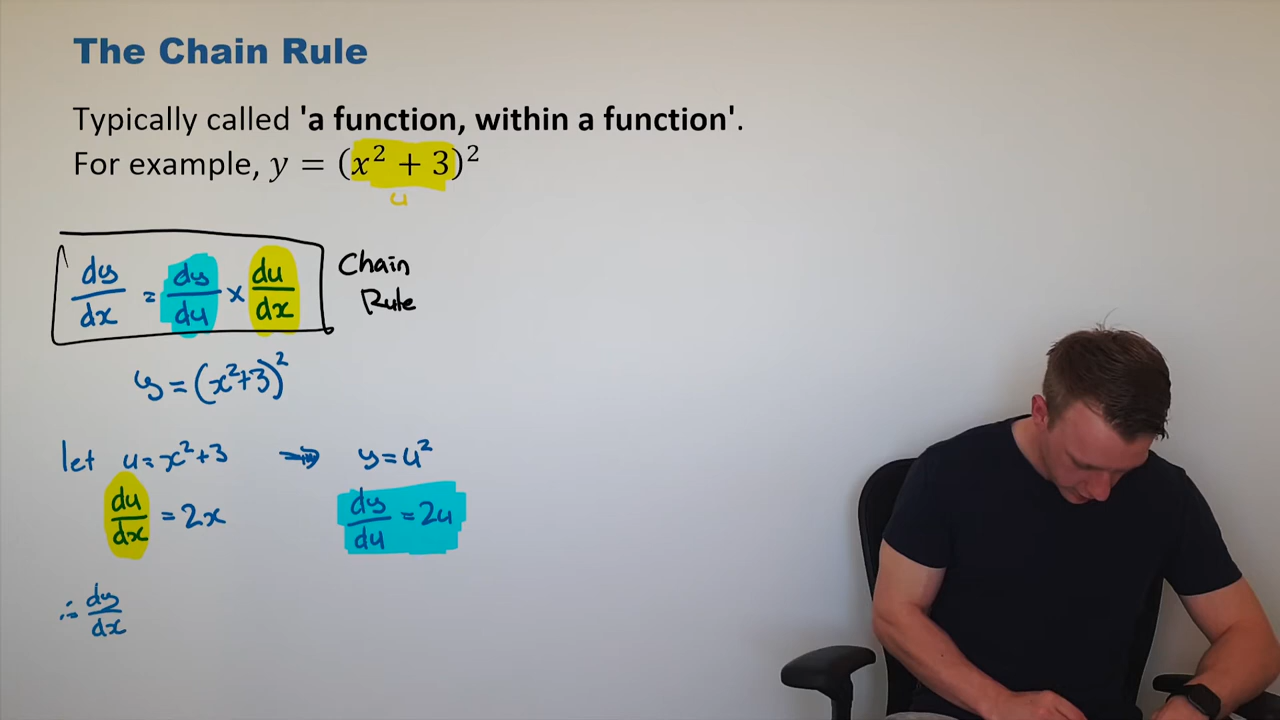 The Chain Rule
Typically called 'a function, within a function'.
For example, y = (x² + 3)²
u
dy/dx = dy/du × du/dx
Chain
Rule
y = (x²+3)²
let u=x²+3 ⇒ y=u²
du/dx = 2x dy/du = 2u
∴ dy/dx